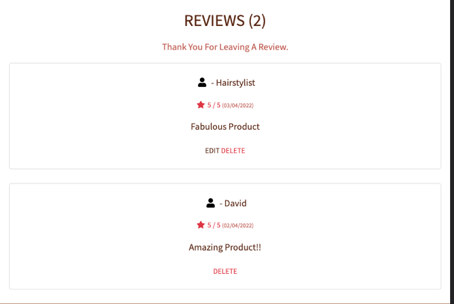 REVIEWS (2)
Thank You For Leaving A Review.
- Hairstylist
5 / 5 (03/04/2022)
Fabulous Product
EDIT DELETE
- David
5 / 5 (02/04/2022)
Amazing Product!!
DELETE